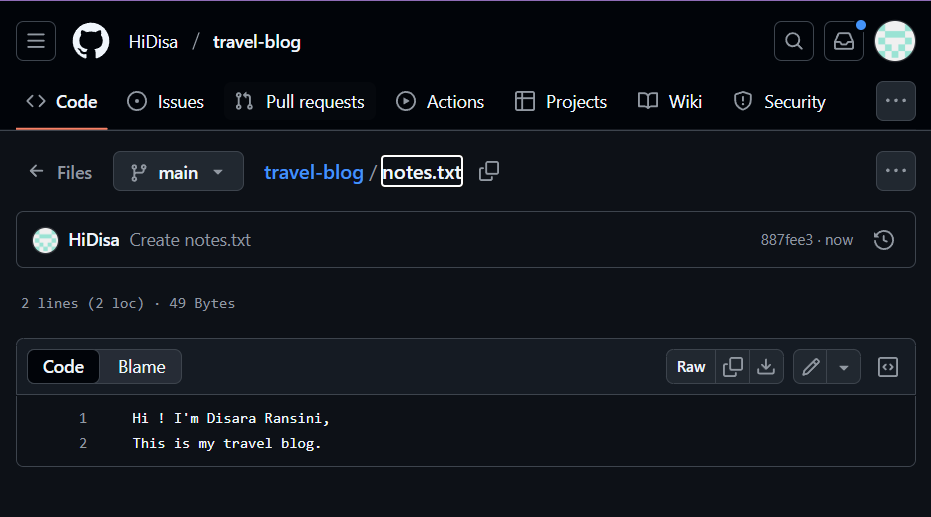 HiDisa / travel-blog
Code Issues Pull requests Actions Projects Wiki Security
Files main travel-blog / notes.txt
HiDisa Create notes.txt 887fee3 · now
2 lines (2 loc) · 49 Bytes
Code Blame Raw
1 Hi ! I'm Disara Ransini,
2 This is my travel blog.